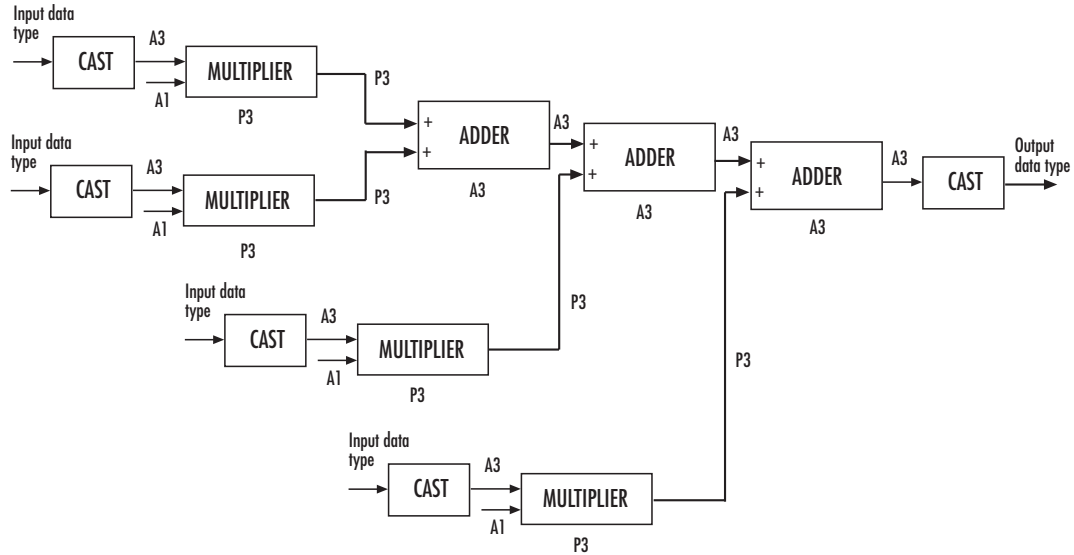 Input data
type
CAST
A3
A1
MULTIPLIER
P3
P3
Input data
type
CAST
A3
A1
MULTIPLIER
P3
P3
+
+
ADDER
A3
A3
Input data
type
CAST
A3
A1
MULTIPLIER
P3
P3
+
+
ADDER
A3
A3
Input data
type
CAST
A3
A1
MULTIPLIER
P3
P3
+
+
ADDER
A3
A3
CAST
Output
data type